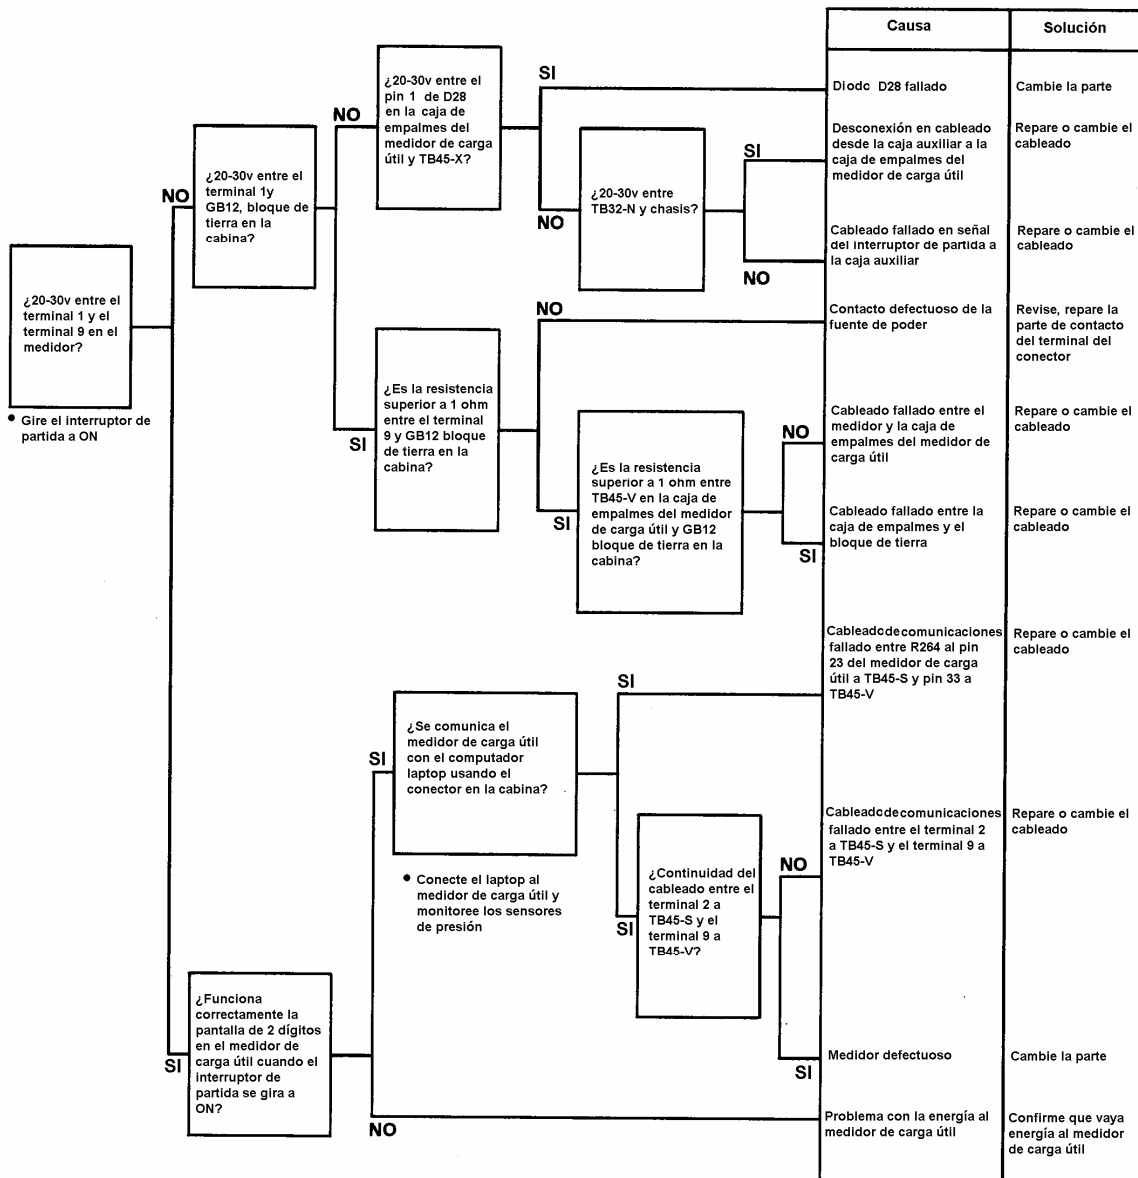 Causa
Solución
¿20-30v entre el
terminal 1 y el
terminal 9 en el
medidor?
• Gire el interruptor de
partida a ON
NO
SI
¿20-30v entre el
terminal 1y
GB12, bloque de
tierra en la
cabina?
NO
SI
¿20-30v entre el
pin 1 de D28
en la caja de
empalmes del
medidor de carga
útil y TB45-X?
SI
NO
Diodo D28 fallado
Cambie la parte
¿20-30v entre
TB32-N y chasis?
SI
NO
Desconexión en cableado
desde la caja auxiliar a la
caja de empalmes del
medidor de carga útil
Repare o cambie el
cableado
Cableado fallado en señal
del interruptor de partida a
la caja auxiliar
Repare o cambie el
cableado
¿Es la resistencia
superior a 1 ohm
entre el terminal
9 y GB12 bloque
de tierra en la
cabina?
NO
SI
Contacto defectuoso de la
fuente de poder
Revise, repare la
parte de contacto
del terminal del
conector
¿Es la resistencia
superior a 1 ohm entre
TB45-V en la caja de
empalmes del medidor
de carga útil y GB12
bloque de tierra en la
cabina?
NO
SI
Cableado fallado entre el
medidor y la caja de
empalmes del medidor de
carga útil
Repare o cambie el
cableado
Cableado fallado entre la
caja de empalmes y el
bloque de tierra
Repare o cambie el
cableado
¿Funciona
correctamente la
pantalla de 2 dígitos
en el medidor de
carga útil cuando el
interruptor de
partida se gira a
ON?
SI
NO
¿Se comunica el
medidor de carga útil
con el computador
laptop usando el
conector en la cabina?
• Conecte el laptop al
medidor de carga útil y
monitoree los sensores
de presión
SI
SI
Cableadodecomunicaciones
fallado entre R264 al pin
23 del medidor de carga
útil a TB45-S y pin 33 a
TB45-V
Repare o cambie el
cableado
¿Continuidad del
cableado entre el
terminal 2 a
TB45-S y el
terminal 9 a
TB45-V?
NO
SI
Cableadodecomunicaciones
fallado entre el terminal 2
a TB45-S y el terminal 9 a
TB45-V
Repare o cambie el
cableado
Medidor defectuoso
Cambie la parte
Problema con la energía al
medidor de carga útil
Confirme que vaya
energía al medidor
de carga útil